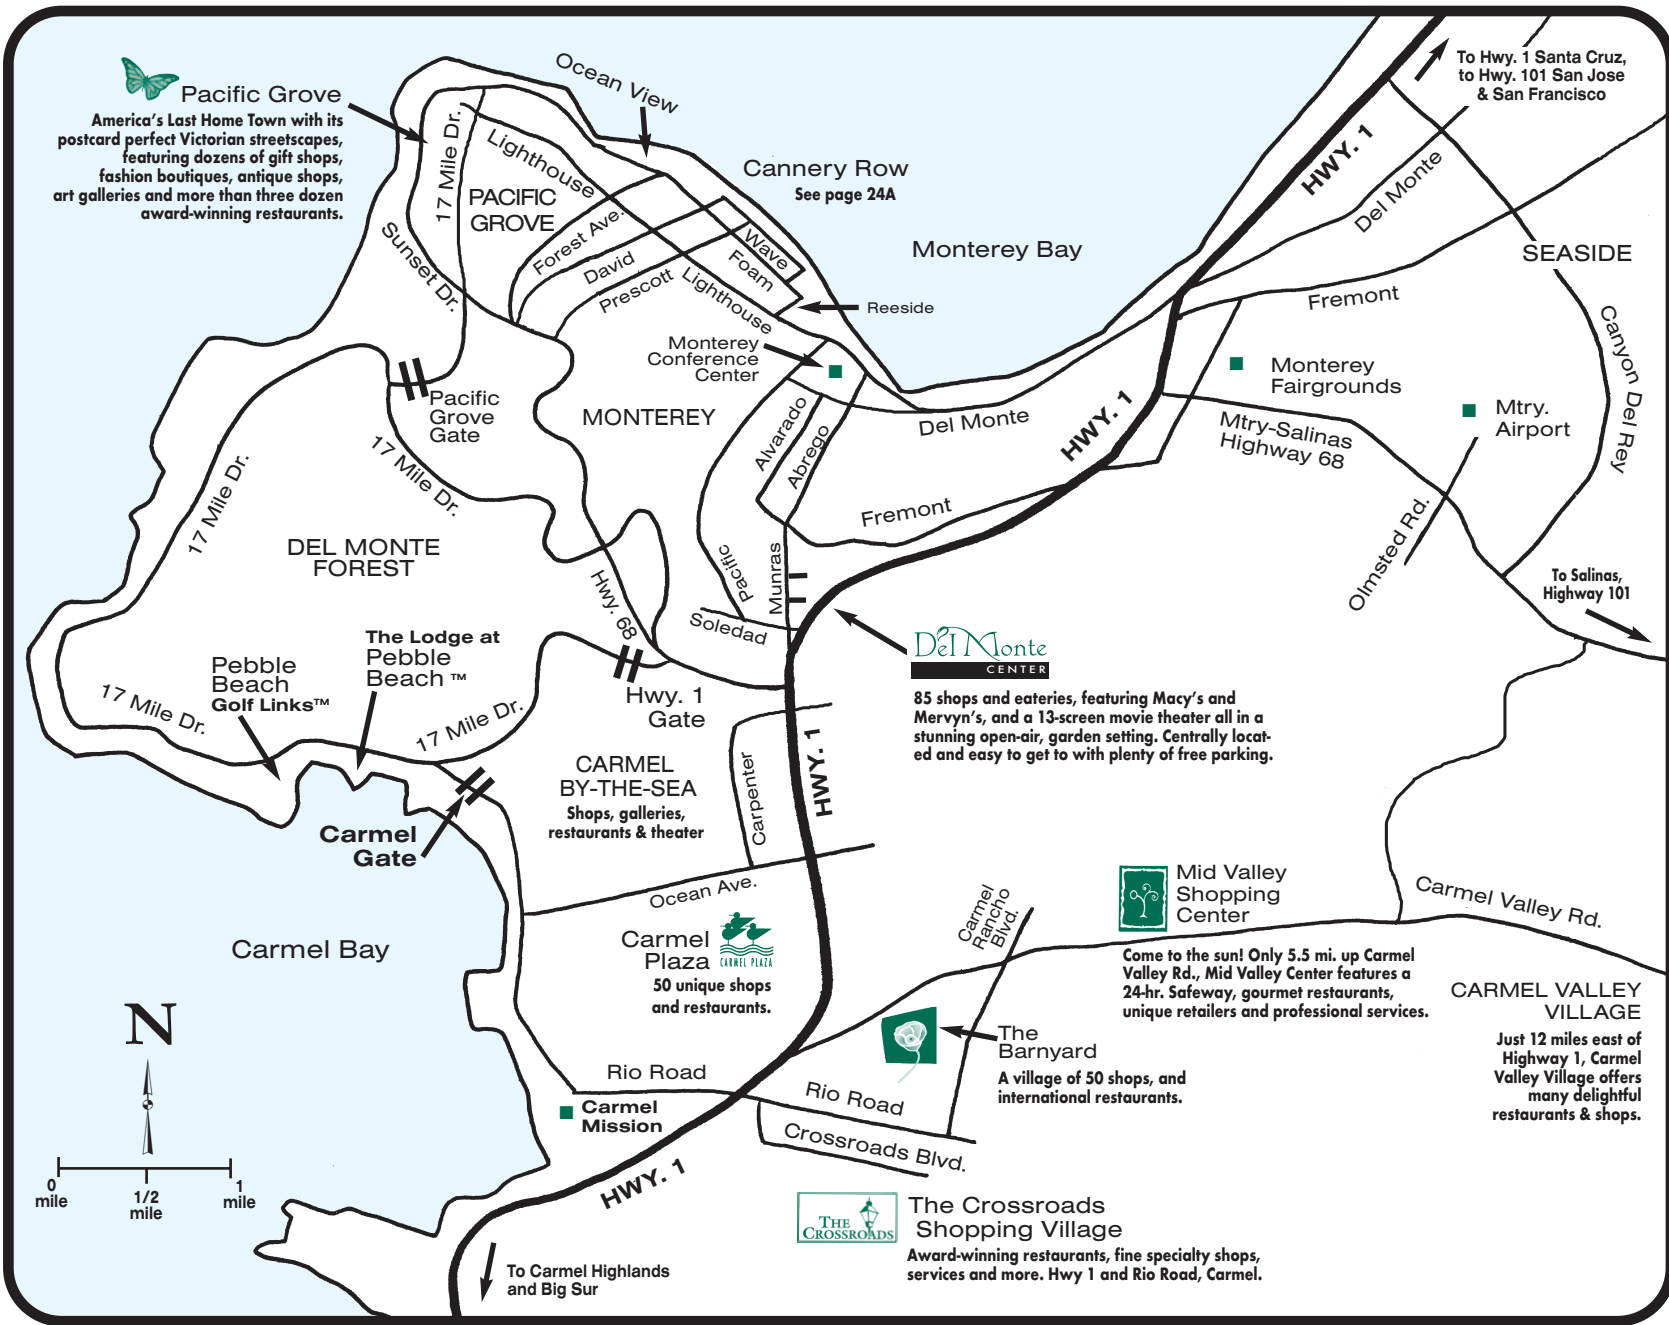 Pacific Grove
America's Last Home Town with its
postcard perfect Victorian streetscapes,
featuring dozens of gift shops,
fashion boutiques, antique shops,
art galleries and more than three dozen
award-winning restaurants.
Ocean View
To Hwy. 1 Santa Cruz,
to Hwy. 101 San Jose
& San Francisco
17 Mile Dr.
Lighthouse
PACIFIC
GROVE
Cannery Row
See page 24A
HWY. 1
Del Monte
Monterey Bay
SEASIDE
Sunset Dr.
Forest Ave.
David
Prescott
Wave
Foam
Lighthouse
Reeside
Fremont
Canyon Del Rey
Monterey
Conference
Center
Monterey
Fairgrounds
Mtry.
Airport
Pacific
Grove
Gate
MONTEREY
Alvarado
Abrego
Del Monte
HWY. 1
Mtry-Salinas
Highway 68
17 Mile Dr.
17 Mile Dr.
Fremont
Olmsted Rd.
DEL MONTE
FOREST
Hwy. 68
Pacific
Munras
Soledad
To Salinas,
Highway 101
Del Monte
CENTER
85 shops and eateries, featuring Macy's and
Mervyn's, and a 13-screen movie theater all in a
stunning open-air, garden setting. Centrally locat-
ed and easy to get to with plenty of free parking.
The Lodge at
Pebble
Beach ™
Pebble
Beach
Golf Links™
17 Mile Dr.
17 Mile Dr.
Hwy. 1
Gate
CARMEL
BY-THE-SEA
Shops, galleries,
restaurants & theater
Carpenter
HWY. 1
Carmel
Gate
Ocean Ave.
Carmel
Plaza
CARMEL PLAZA
50 unique shops
and restaurants.
Carmel
Rancho
Blvd.
Mid Valley
Shopping
Center
Come to the sun! Only 5.5 mi. up Carmel
Valley Rd., Mid Valley Center features a
24-hr. Safeway, gourmet restaurants,
unique retailers and professional services.
Carmel Valley Rd.
CARMEL VALLEY
VILLAGE
Just 12 miles east of
Highway 1, Carmel
Valley Village offers
many delightful
restaurants & shops.
Carmel Bay
N
The
Barnyard
A village of 50 shops, and
international restaurants.
Rio Road
Rio Road
Carmel
Mission
Crossroads Blvd.
0
mile
1/2
mile
1
mile
HWY. 1
THE
CROSSROADS
The Crossroads
Shopping Village
Award-winning restaurants, fine specialty shops,
services and more. Hwy 1 and Rio Road, Carmel.
To Carmel Highlands
and Big Sur